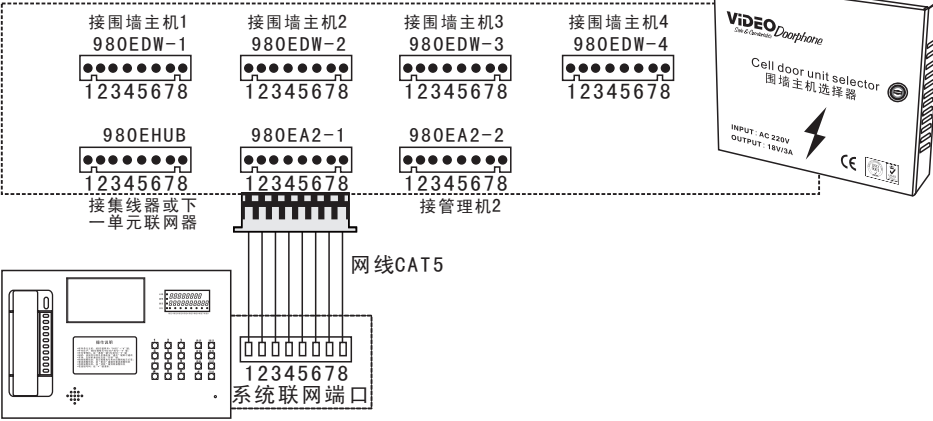 接围墙主机1
980EDW-1
12345678
接围墙主机2
980EDW-2
12345678
接围墙主机3
980EDW-3
12345678
接围墙主机4
980EDW-4
12345678
ViDEO Doorphone
Cell door unit selector
围墙主机选择器
INPUT：AC 220V
OUTPUT：18V/3A
CE
980EHUB
12345678
接集线器或下
一单元联网器
980EA2-1
12345678
980EA2-2
12345678
接管理机2
网线CAT5
12345678
系统联网端口